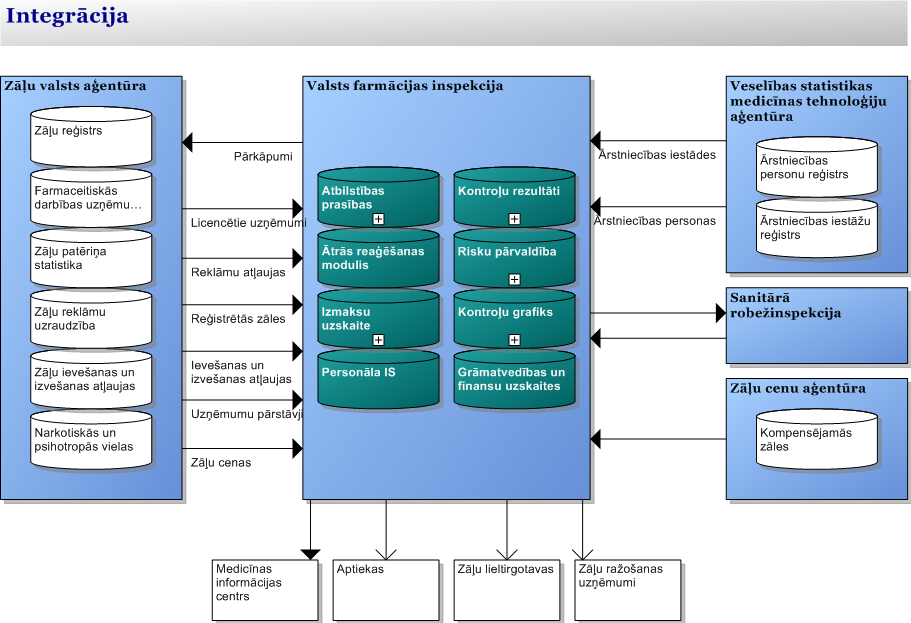 Integrācija
Zāļu valsts aģentūra
Zāļu reģistrs
Farmaceitiskās
darbības uzņēmu...
Zāļu patēriņa
statistika
Zāļu reklāmu
uzraudzība
Zāļu ievešanas un
izvešanas atļaujas
Narkotiskās un
psihotropās vielas
Pārkāpumi
Licencētie uzņēmumi
Reklāmu atļaujas
Reģistrētās zāles
Ievešanas un
izvešanas atļaujas
Uzņēmumu pārstāvji
Zāļu cenas
Valsts farmācijas inspekcija
Atbilstības
prasības
Kontroļu rezultāti
Ātrās reaģēšanas
modulis
Risku pārvaldība
Izmaksu
uzskaite
Kontroļu grafiks
Personāla IS
Grāmatvedības un
finansu uzskaites
Ārstniecības iestādes
Ārstniecības personas
Veselības statistikas
medicīnas tehnoloģiju
aģentūra
Ārstniecības
personu reģistrs
Ārstniecības iestāžu
reģistrs
Sanitārā
robežinspekcija
Zāļu cenu aģentūra
Kompensējamās
zāles
Medicīnas
informācijas
centrs
Aptiekas
Zāļu lieltirgotavas
Zāļu ražošanas
uzņēmumi